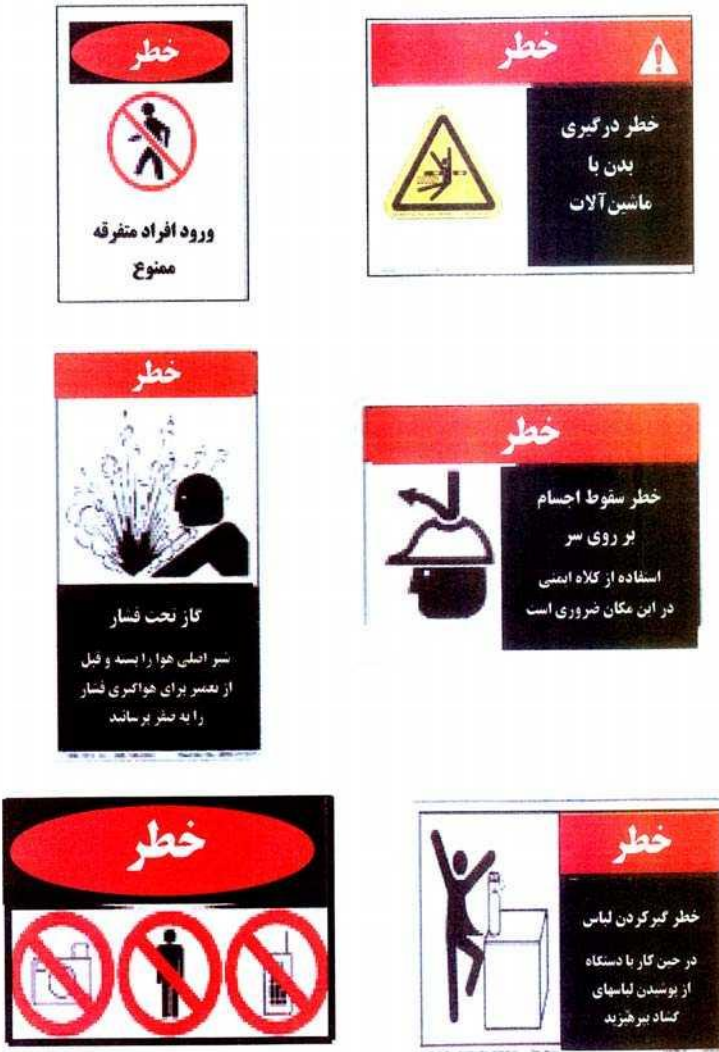 خطر
خطر درگیری
بدن با
ماشین‌آلات
خطر
ورود افراد متفرقه
ممنوع
خطر
خطر سقوط اجسام
بر روی سر
استفاده از کلاه ایمنی
در این مکان ضروری است
خطر
گاز تحت فشار
شیر اصلی هوا را بسته و قبل
از تعمیر برای هواگیری فشار
را به صفر برسانید
خطر
خطر گیرکردن لباس
در حین کار با دستگاه
از پوشیدن لباسهای
گشاد بپرهیزید
خطر